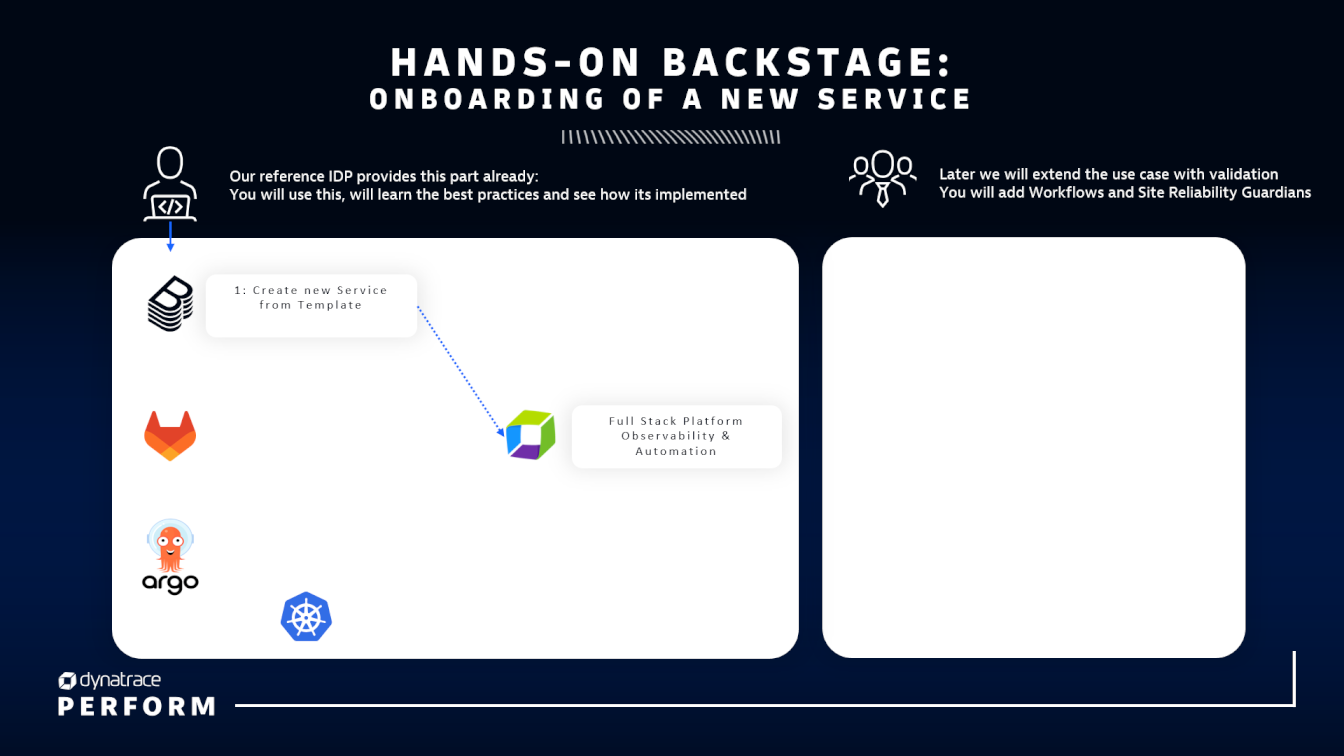 HANDS-ON BACKSTAGE:
ONBOARDING OF A NEW SERVICE
Our reference IDP provides this part already:
You will use this, will learn the best practices and see how its implemented
Later we will extend the use case with validation
You will add Workflows and Site Reliability Guardians
1: Create new Service
from Template
Full Stack Platform
Observability &
Automation
argo
dynatrace
PERFORM